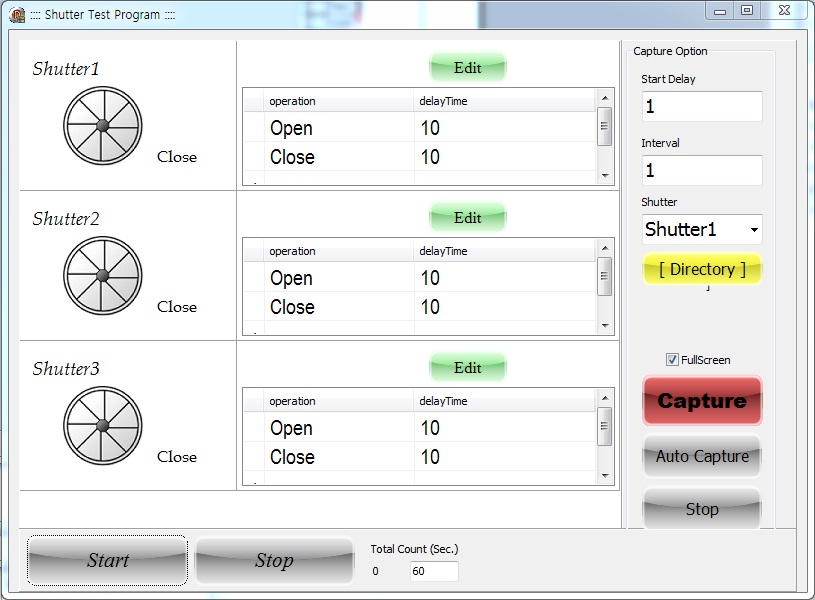 :::: Shutter Test Program ::::
Shutter1
Close
Edit
operation delayTime
Open 10
Close 10
Shutter2
Close
Edit
operation delayTime
Open 10
Close 10
Shutter3
Close
Edit
operation delayTime
Open 10
Close 10
Capture Option
Start Delay
1
Interval
1
Shutter
Shutter1
[ Directory ]
]
FullScreen
Capture
Auto Capture
Stop
Start
Stop
Total Count (Sec.)
0 60